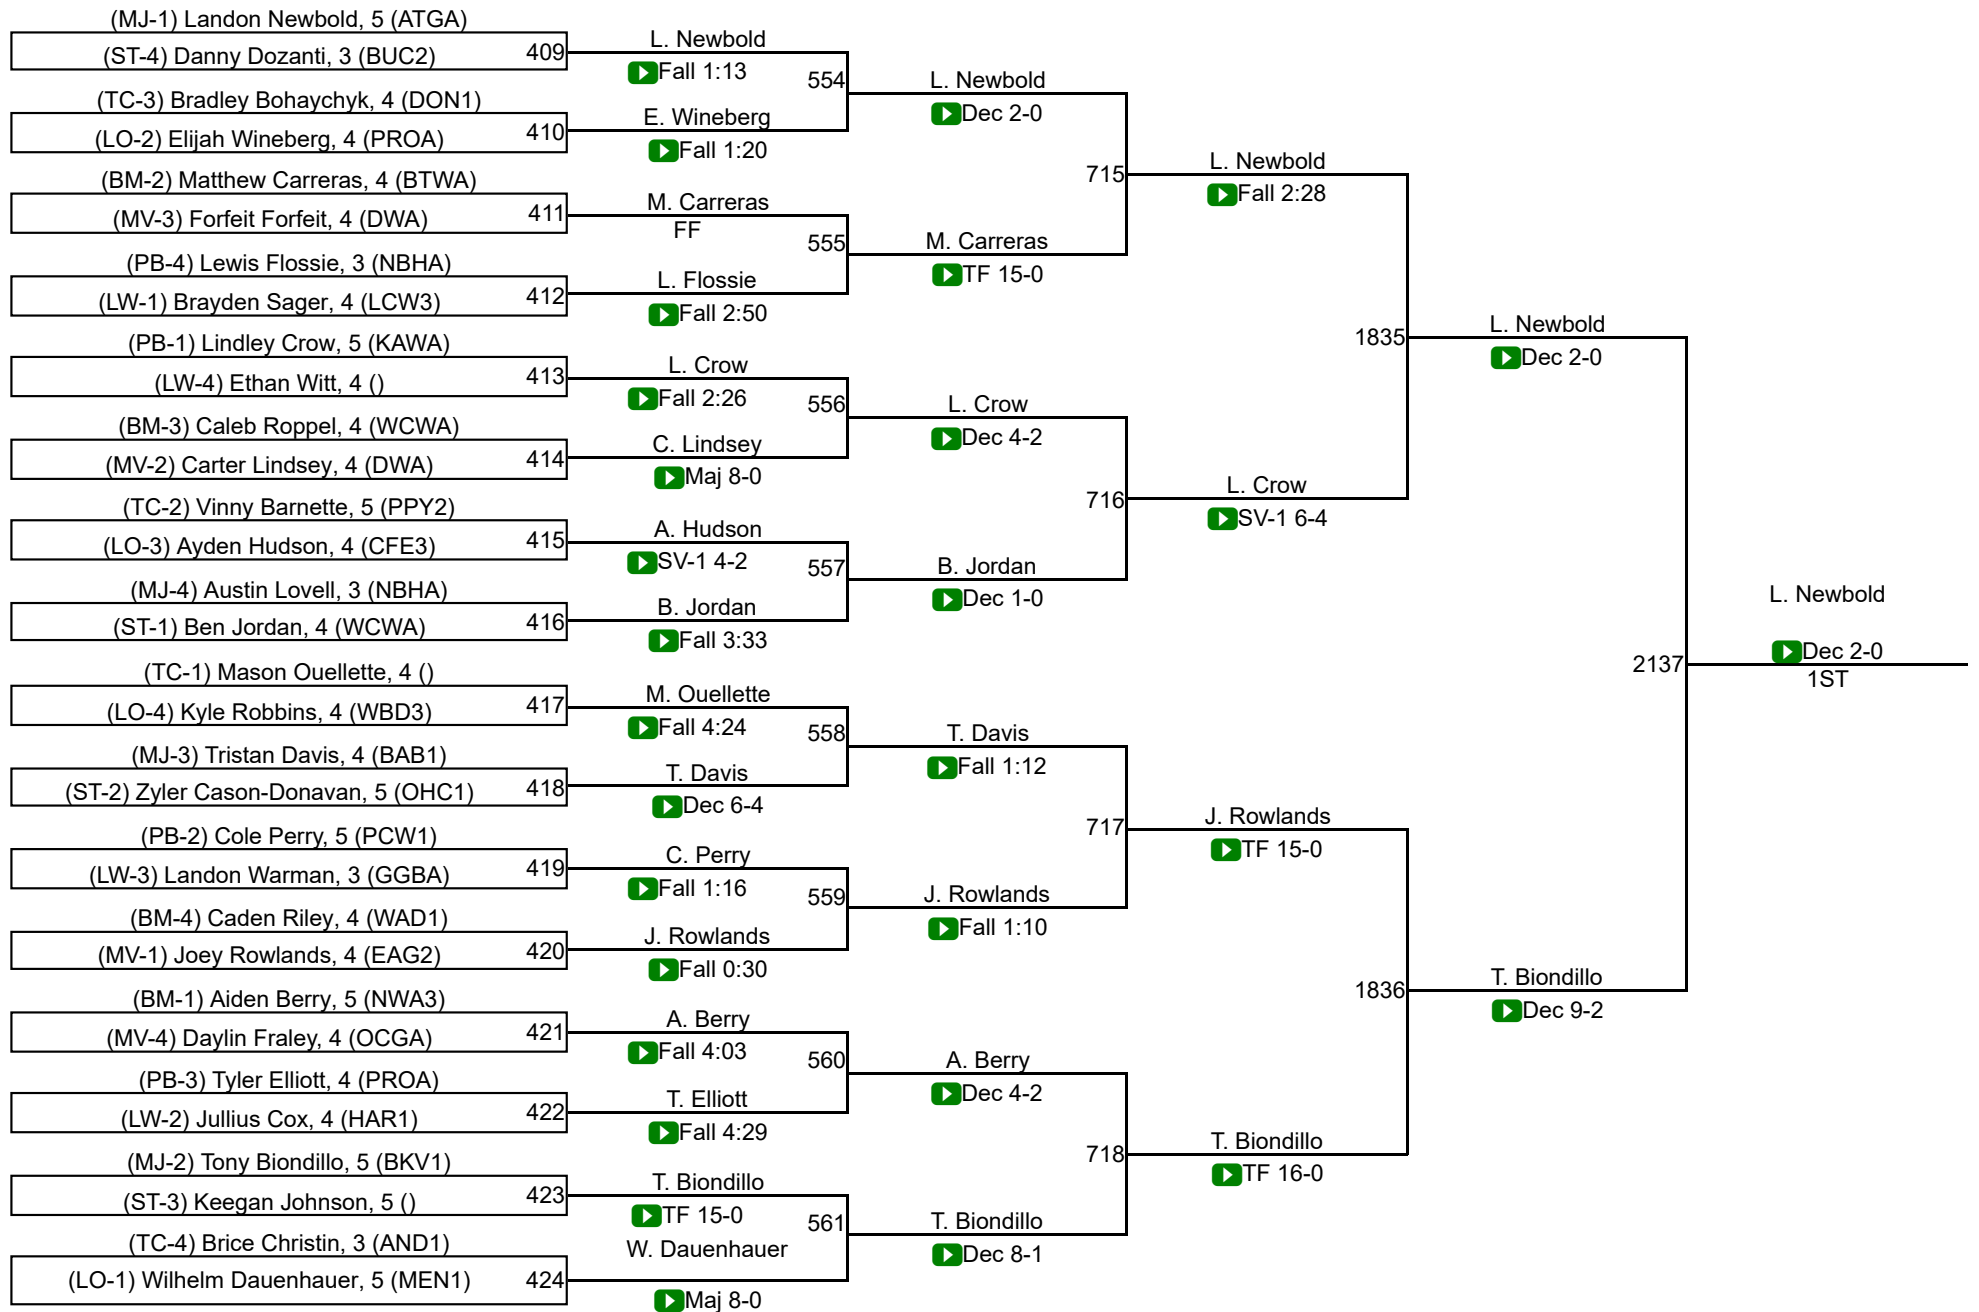 (MJ-1) Landon Newbold, 5 (ATGA)
(ST-4) Danny Dozanti, 3 (BUC2)
409
(TC-3) Bradley Bohaychyk, 4 (DON1)
(LO-2) Elijah Wineberg, 4 (PROA)
410
(BM-2) Matthew Carreras, 4 (BTWA)
(MV-3) Forfeit Forfeit, 4 (DWA)
411
(PB-4) Lewis Flossie, 3 (NBHA)
(LW-1) Brayden Sager, 4 (LCW3)
412
(PB-1) Lindley Crow, 5 (KAWA)
(LW-4) Ethan Witt, 4 ()
413
(BM-3) Caleb Roppel, 4 (WCWA)
(MV-2) Carter Lindsey, 4 (DWA)
414
(TC-2) Vinny Barnette, 5 (PPY2)
(LO-3) Ayden Hudson, 4 (CFE3)
415
(MJ-4) Austin Lovell, 3 (NBHA)
(ST-1) Ben Jordan, 4 (WCWA)
416
(TC-1) Mason Ouellette, 4 ()
(LO-4) Kyle Robbins, 4 (WBD3)
417
(MJ-3) Tristan Davis, 4 (BAB1)
(ST-2) Zyler Cason-Donavan, 5 (OHC1)
418
(PB-2) Cole Perry, 5 (PCW1)
(LW-3) Landon Warman, 3 (GGBA)
419
(BM-4) Caden Riley, 4 (WAD1)
(MV-1) Joey Rowlands, 4 (EAG2)
420
(BM-1) Aiden Berry, 5 (NWA3)
(MV-4) Daylin Fraley, 4 (OCGA)
421
(PB-3) Tyler Elliott, 4 (PROA)
(LW-2) Jullius Cox, 4 (HAR1)
422
(MJ-2) Tony Biondillo, 5 (BKV1)
(ST-3) Keegan Johnson, 5 ()
423
(TC-4) Brice Christin, 3 (AND1)
(LO-1) Wilhelm Dauenhauer, 5 (MEN1)
424
L. Newbold
Fall 1:13
554
E. Wineberg
Fall 1:20
M. Carreras
FF
555
L. Flossie
Fall 2:50
L. Crow
Fall 2:26
556
C. Lindsey
Maj 8-0
A. Hudson
SV-1 4-2
557
B. Jordan
Fall 3:33
M. Ouellette
Fall 4:24
558
T. Davis
Dec 6-4
C. Perry
Fall 1:16
559
J. Rowlands
Fall 0:30
A. Berry
Fall 4:03
560
T. Elliott
Fall 4:29
T. Biondillo
TF 15-0
561
W. Dauenhauer
Maj 8-0
L. Newbold
Dec 2-0
715
M. Carreras
TF 15-0
L. Crow
Dec 4-2
716
B. Jordan
Dec 1-0
T. Davis
Fall 1:12
717
J. Rowlands
Fall 1:10
A. Berry
Dec 4-2
718
T. Biondillo
Dec 8-1
L. Newbold
Fall 2:28
1835
L. Crow
SV-1 6-4
J. Rowlands
TF 15-0
1836
T. Biondillo
TF 16-0
L. Newbold
Dec 2-0
2137
T. Biondillo
Dec 9-2
L. Newbold
Dec 2-0
1ST